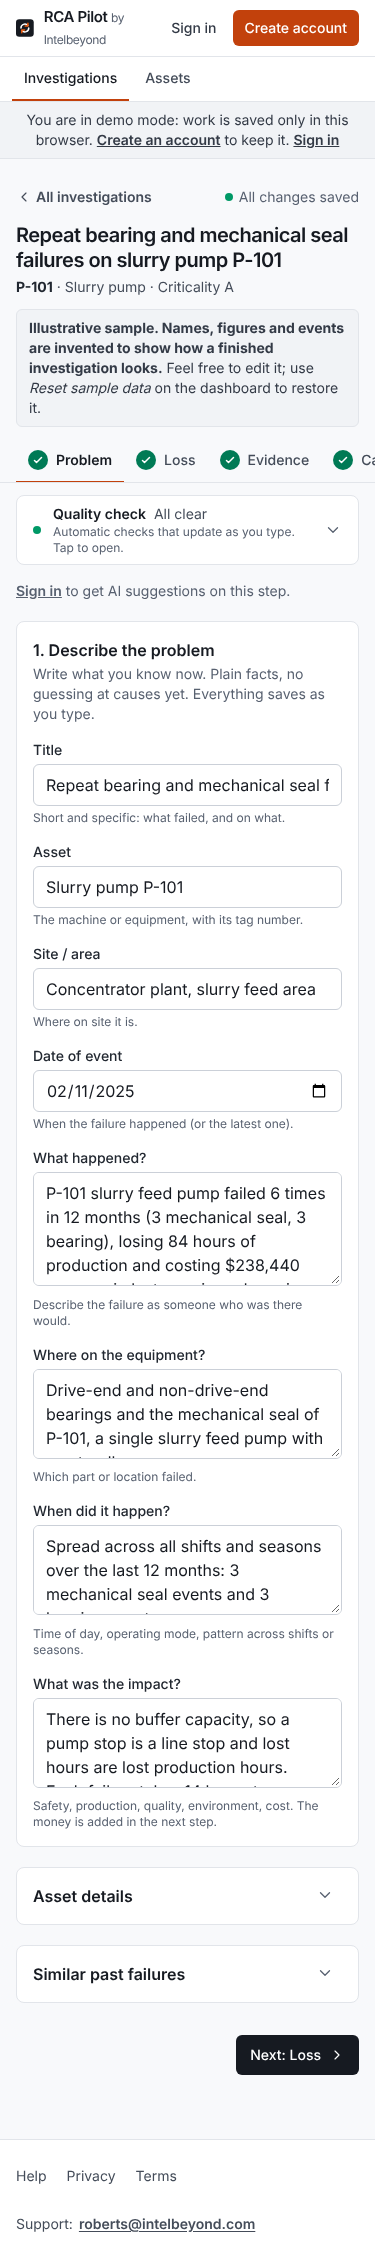 RCA Pilot by
Intelbeyond
Sign in
Create account
Investigations
Assets
You are in demo mode: work is saved only in this
browser. Create an account to keep it. Sign in
All investigations
All changes saved
Repeat bearing and mechanical seal
failures on slurry pump P-101
P-101 · Slurry pump · Criticality A
Illustrative sample. Names, figures and events
are invented to show how a finished
investigation looks. Feel free to edit it; use
Reset sample data on the dashboard to restore
it.
Problem
Loss
Evidence
Ca
Quality check All clear
Automatic checks that update as you type.
Tap to open.
Sign in to get AI suggestions on this step.
1. Describe the problem
Write what you know now. Plain facts, no
guessing at causes yet. Everything saves as
you type.
Title
Repeat bearing and mechanical seal f
Short and specific: what failed, and on what.
Asset
Slurry pump P-101
The machine or equipment, with its tag number.
Site / area
Concentrator plant, slurry feed area
Where on site it is.
Date of event
02/11/2025
When the failure happened (or the latest one).
What happened?
P-101 slurry feed pump failed 6 times
in 12 months (3 mechanical seal, 3
bearing), losing 84 hours of
production and costing $238,440
Describe the failure as someone who was there
would.
Where on the equipment?
Drive-end and non-drive-end
bearings and the mechanical seal of
P-101, a single slurry feed pump with
Which part or location failed.
When did it happen?
Spread across all shifts and seasons
over the last 12 months: 3
mechanical seal events and 3
Time of day, operating mode, pattern across shifts or
seasons.
What was the impact?
There is no buffer capacity, so a
pump stop is a line stop and lost
hours are lost production hours.
Safety, production, quality, environment, cost. The
money is added in the next step.
Asset details
Similar past failures
Next: Loss
Help
Privacy
Terms
Support: roberts@intelbeyond.com